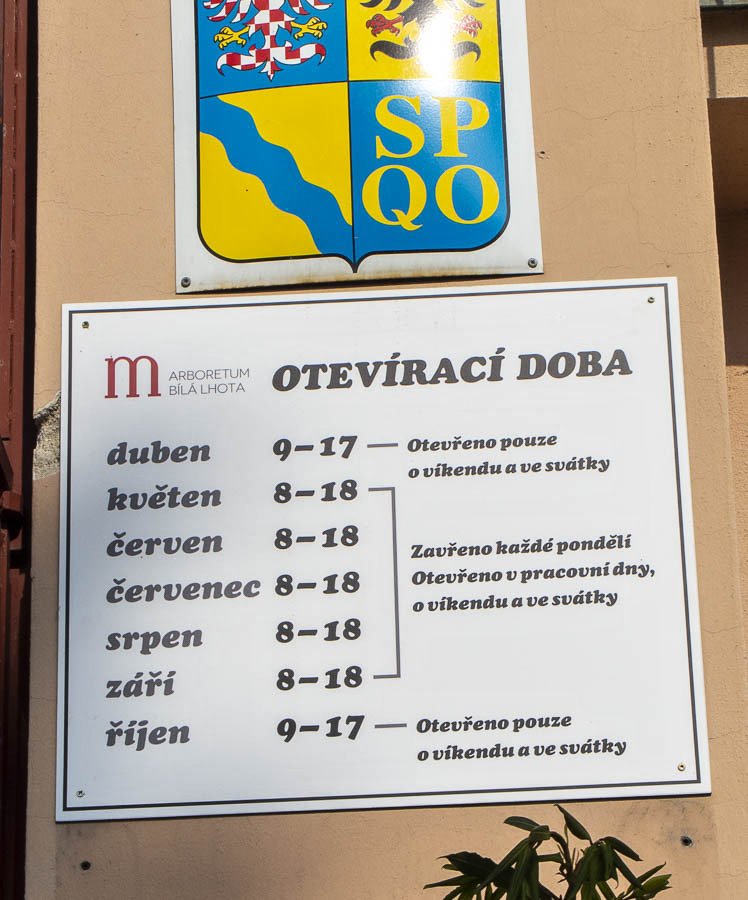 SP
QO
m ARBORETUM
BÍLÁ LHOTA
OTEVÍRACÍ DOBA
duben 9–17 Otevřeno pouze
o víkendu a ve svátky
květen 8–18
červen 8–18
Zavřeno každé pondělí
Otevřeno v pracovní dny,
o víkendu a ve svátky
červenec 8–18
srpen 8–18
září 8–18
říjen 9–17 Otevřeno pouze
o víkendu a ve svátky